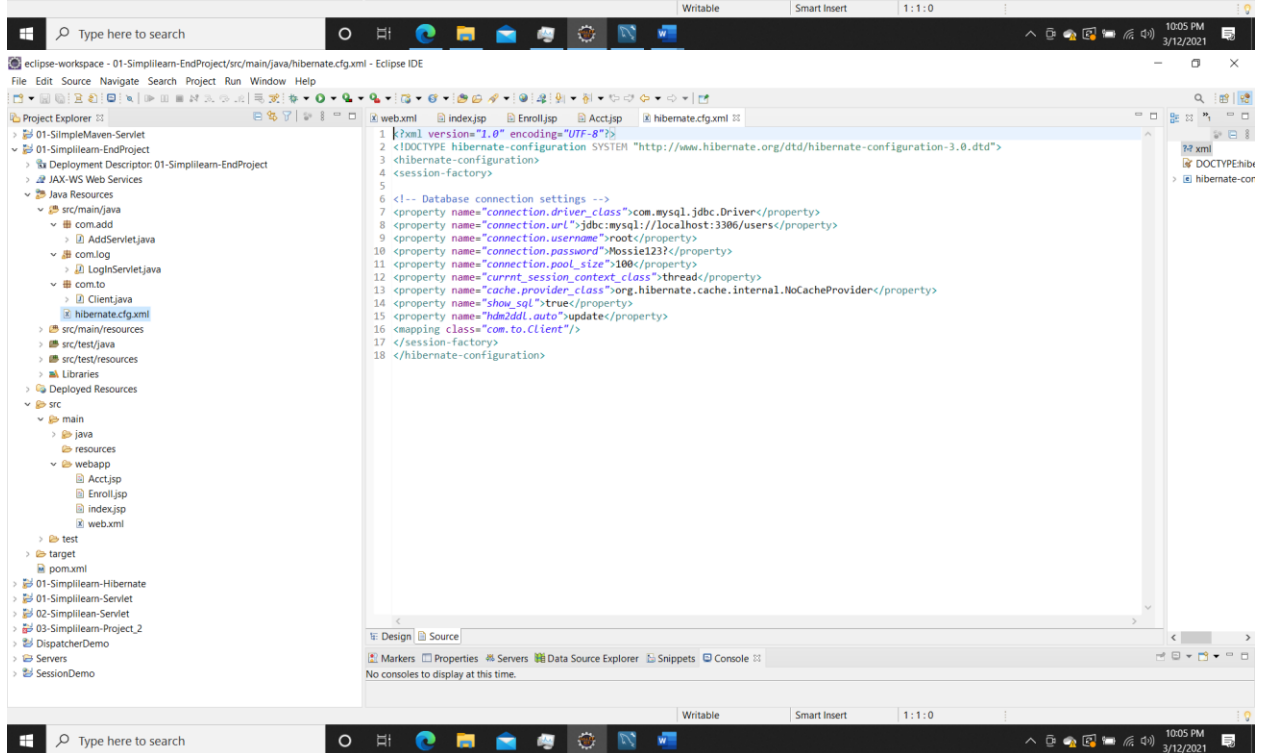 Writable Smart Insert 1 : 1 : 0
Type here to search 10:05 PM
3/12/2021
eclipse-workspace - 01-Simplilearn-EndProject/src/main/java/hibernate.cfg.xml - Eclipse IDE
File Edit Source Navigate Search Project Run Window Help
Project Explorer web.xml index.jsp Enroll.jsp Acct.jsp hibernate.cfg.xml
01-SilmpleMaven-Servlet
01-Simplilearn-EndProject
Deployment Descriptor: 01-Simplilearn-EndProject
JAX-WS Web Services
Java Resources
src/main/java
com.add
AddServlet.java
com.log
LogInServlet.java
com.to
Client.java
hibernate.cfg.xml
src/main/resources
src/test/java
src/test/resources
Libraries
Deployed Resources
src
main
java
resources
webapp
Acct.jsp
Enroll.jsp
index.jsp
web.xml
test
target
pom.xml
01-Simplilearn-Hibernate
01-Simplilearn-Servlet
02-Simplilean-Servlet
03-Simplilearn-Project_2
DispatcherDemo
Servers
SessionDemo
1 <?xml version="1.0" encoding="UTF-8"?>
2 <!DOCTYPE hibernate-configuration SYSTEM "http://www.hibernate.org/dtd/hibernate-configuration-3.0.dtd">
3 <hibernate-configuration>
4 <session-factory>
5
6 <!-- Database connection settings -->
7 <property name="connection.driver_class">com.mysql.jdbc.Driver</property>
8 <property name="connection.url">jdbc:mysql://localhost:3306/users</property>
9 <property name="connection.username">root</property>
10 <property name="connection.password">Mossie123?</property>
11 <property name="connection.pool_size">100</property>
12 <property name="currnt_session_context_class">thread</property>
13 <property name="cache.provider_class">org.hibernate.cache.internal.NoCacheProvider</property>
14 <property name="show_sql">true</property>
15 <property name="hdm2ddl.auto">update</property>
16 <mapping class="com.to.Client"/>
17 </session-factory>
18 </hibernate-configuration>
xml
DOCTYPE:hibe
hibernate-con
Design Source
Markers Properties Servers Data Source Explorer Snippets Console
No consoles to display at this time.
Writable Smart Insert 1 : 1 : 0
Type here to search 10:05 PM
3/12/2021